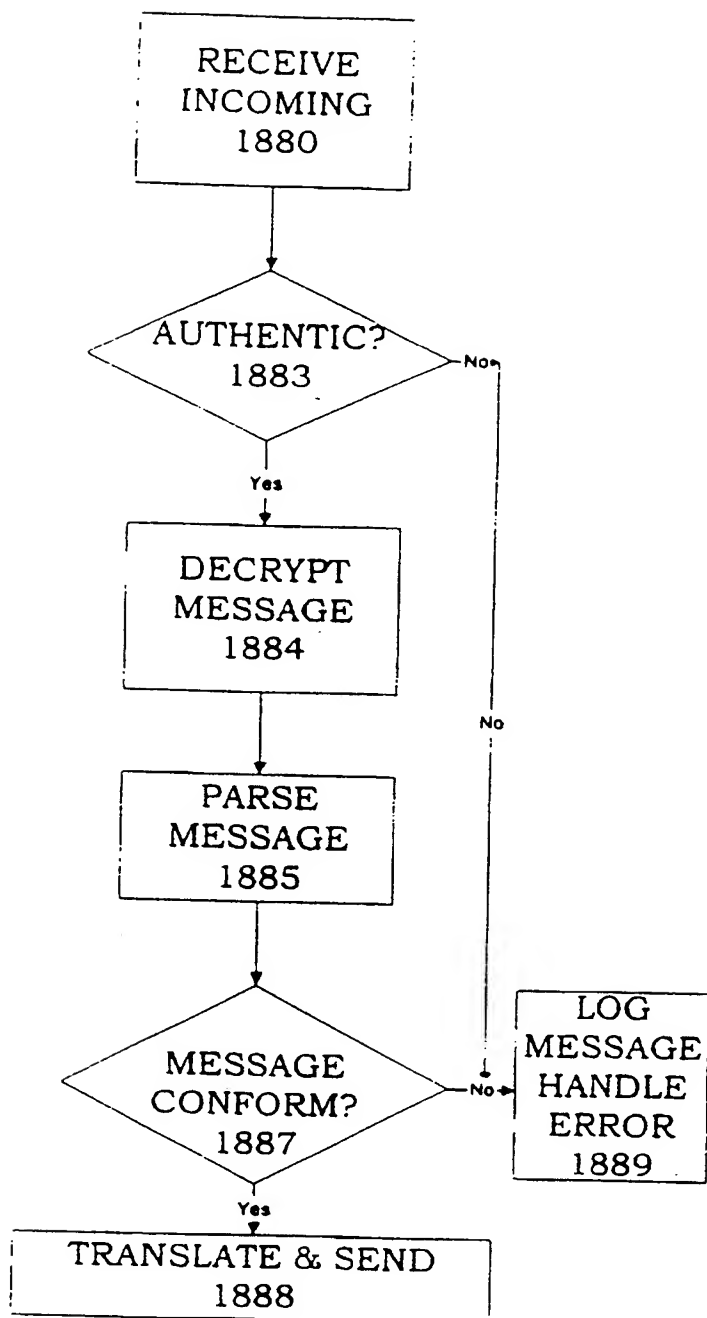 RECEIVE
INCOMING
1880
AUTHENTIC?
1883
No
Yes
DECRYPT
MESSAGE
1884
No
PARSE
MESSAGE
1885
MESSAGE
CONFORM?
1887
No
LOG
MESSAGE
HANDLE
ERROR
1889
Yes
TRANSLATE & SEND
1888